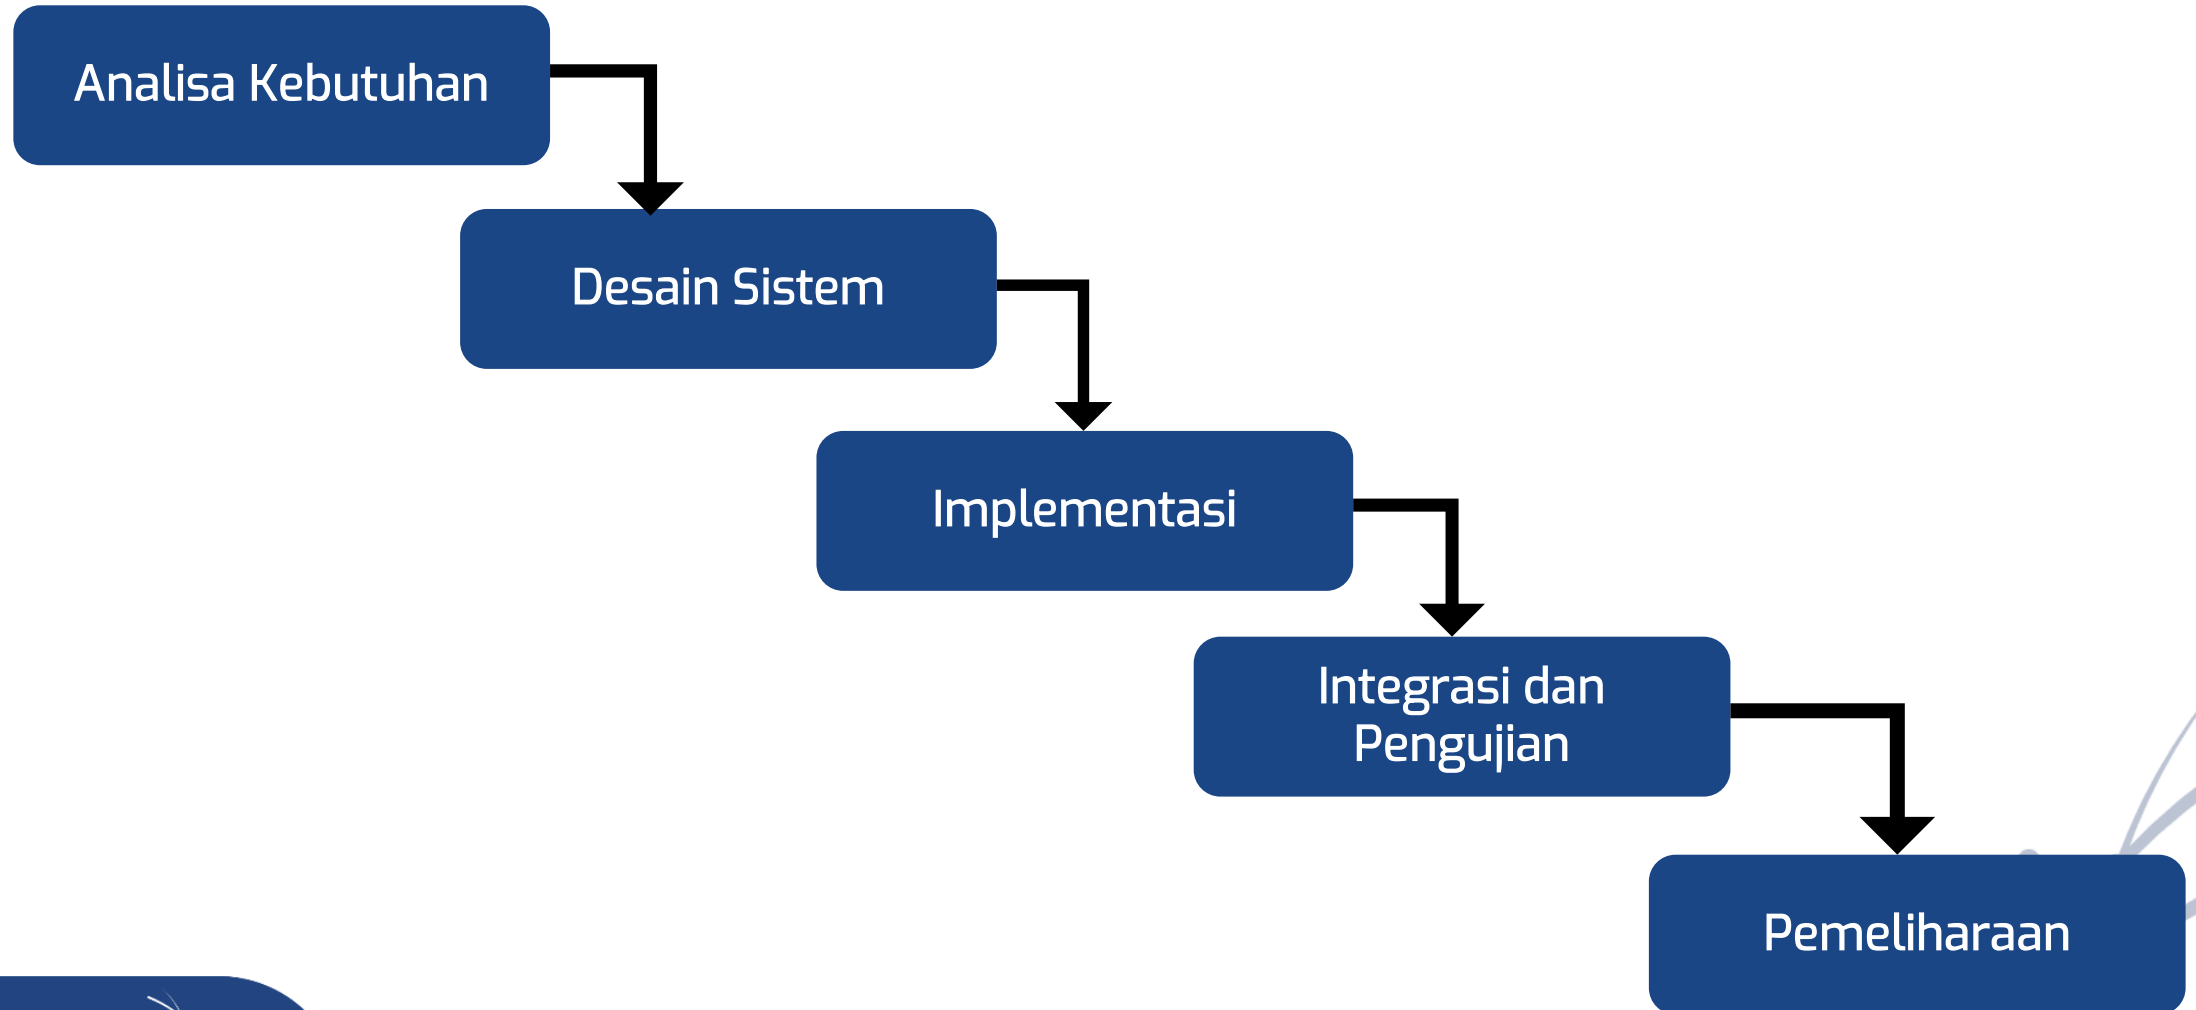 Analisa Kebutuhan
Desain Sistem
Implementasi
Integrasi dan
Pengujian
Pemeliharaan